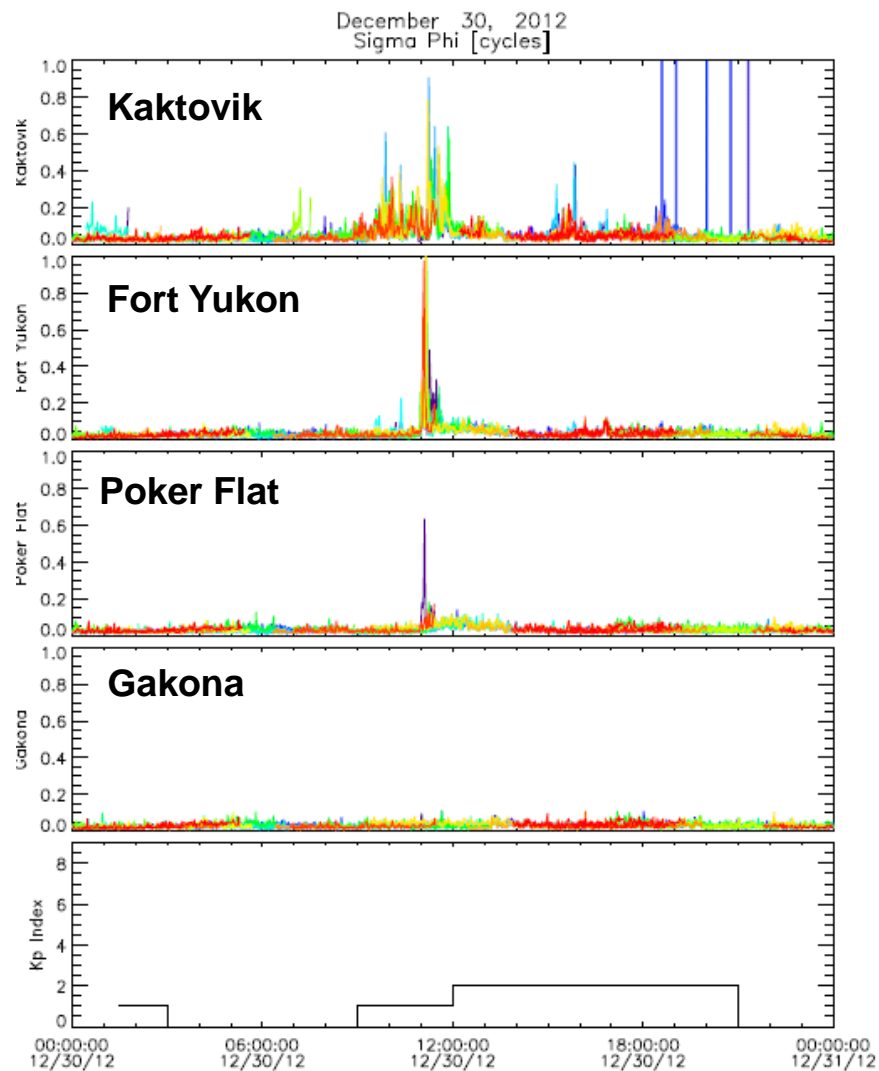 December 30, 2012
Sigma Phi [cycles]
1.0
0.8
0.6
0.4
0.2
0.0
Kaktovik
Kaktovik
1.0
0.8
0.6
0.4
0.2
0.0
Fort Yukon
Fort Yukon
1.0
0.8
0.6
0.4
0.2
0.0
Poker Flat
Poker Flat
1.0
0.8
0.6
0.4
0.2
0.0
Gakona
Gakona
8
6
4
2
0
Kp Index
00:00:00 06:00:00 12:00:00 18:00:00 00:00:00
12/30/12 12/30/12 12/30/12 12/30/12 12/31/12